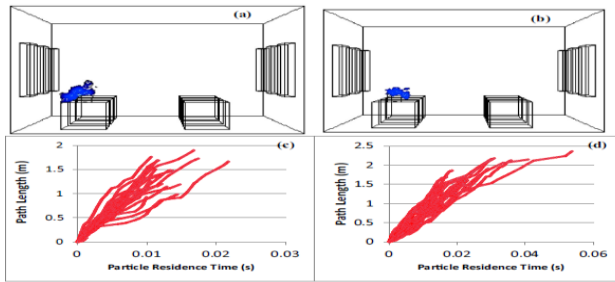 (a)
(b)
(c)
Path Length (m)
2
1.5
1
0.5
0
0
0.01
0.02
0.03
Particle Residence Time (s)
(d)
Path Length (m)
2.5
2
1.5
1
0.5
0
0
0.02
0.04
0.06
Particle Residence Time (s)